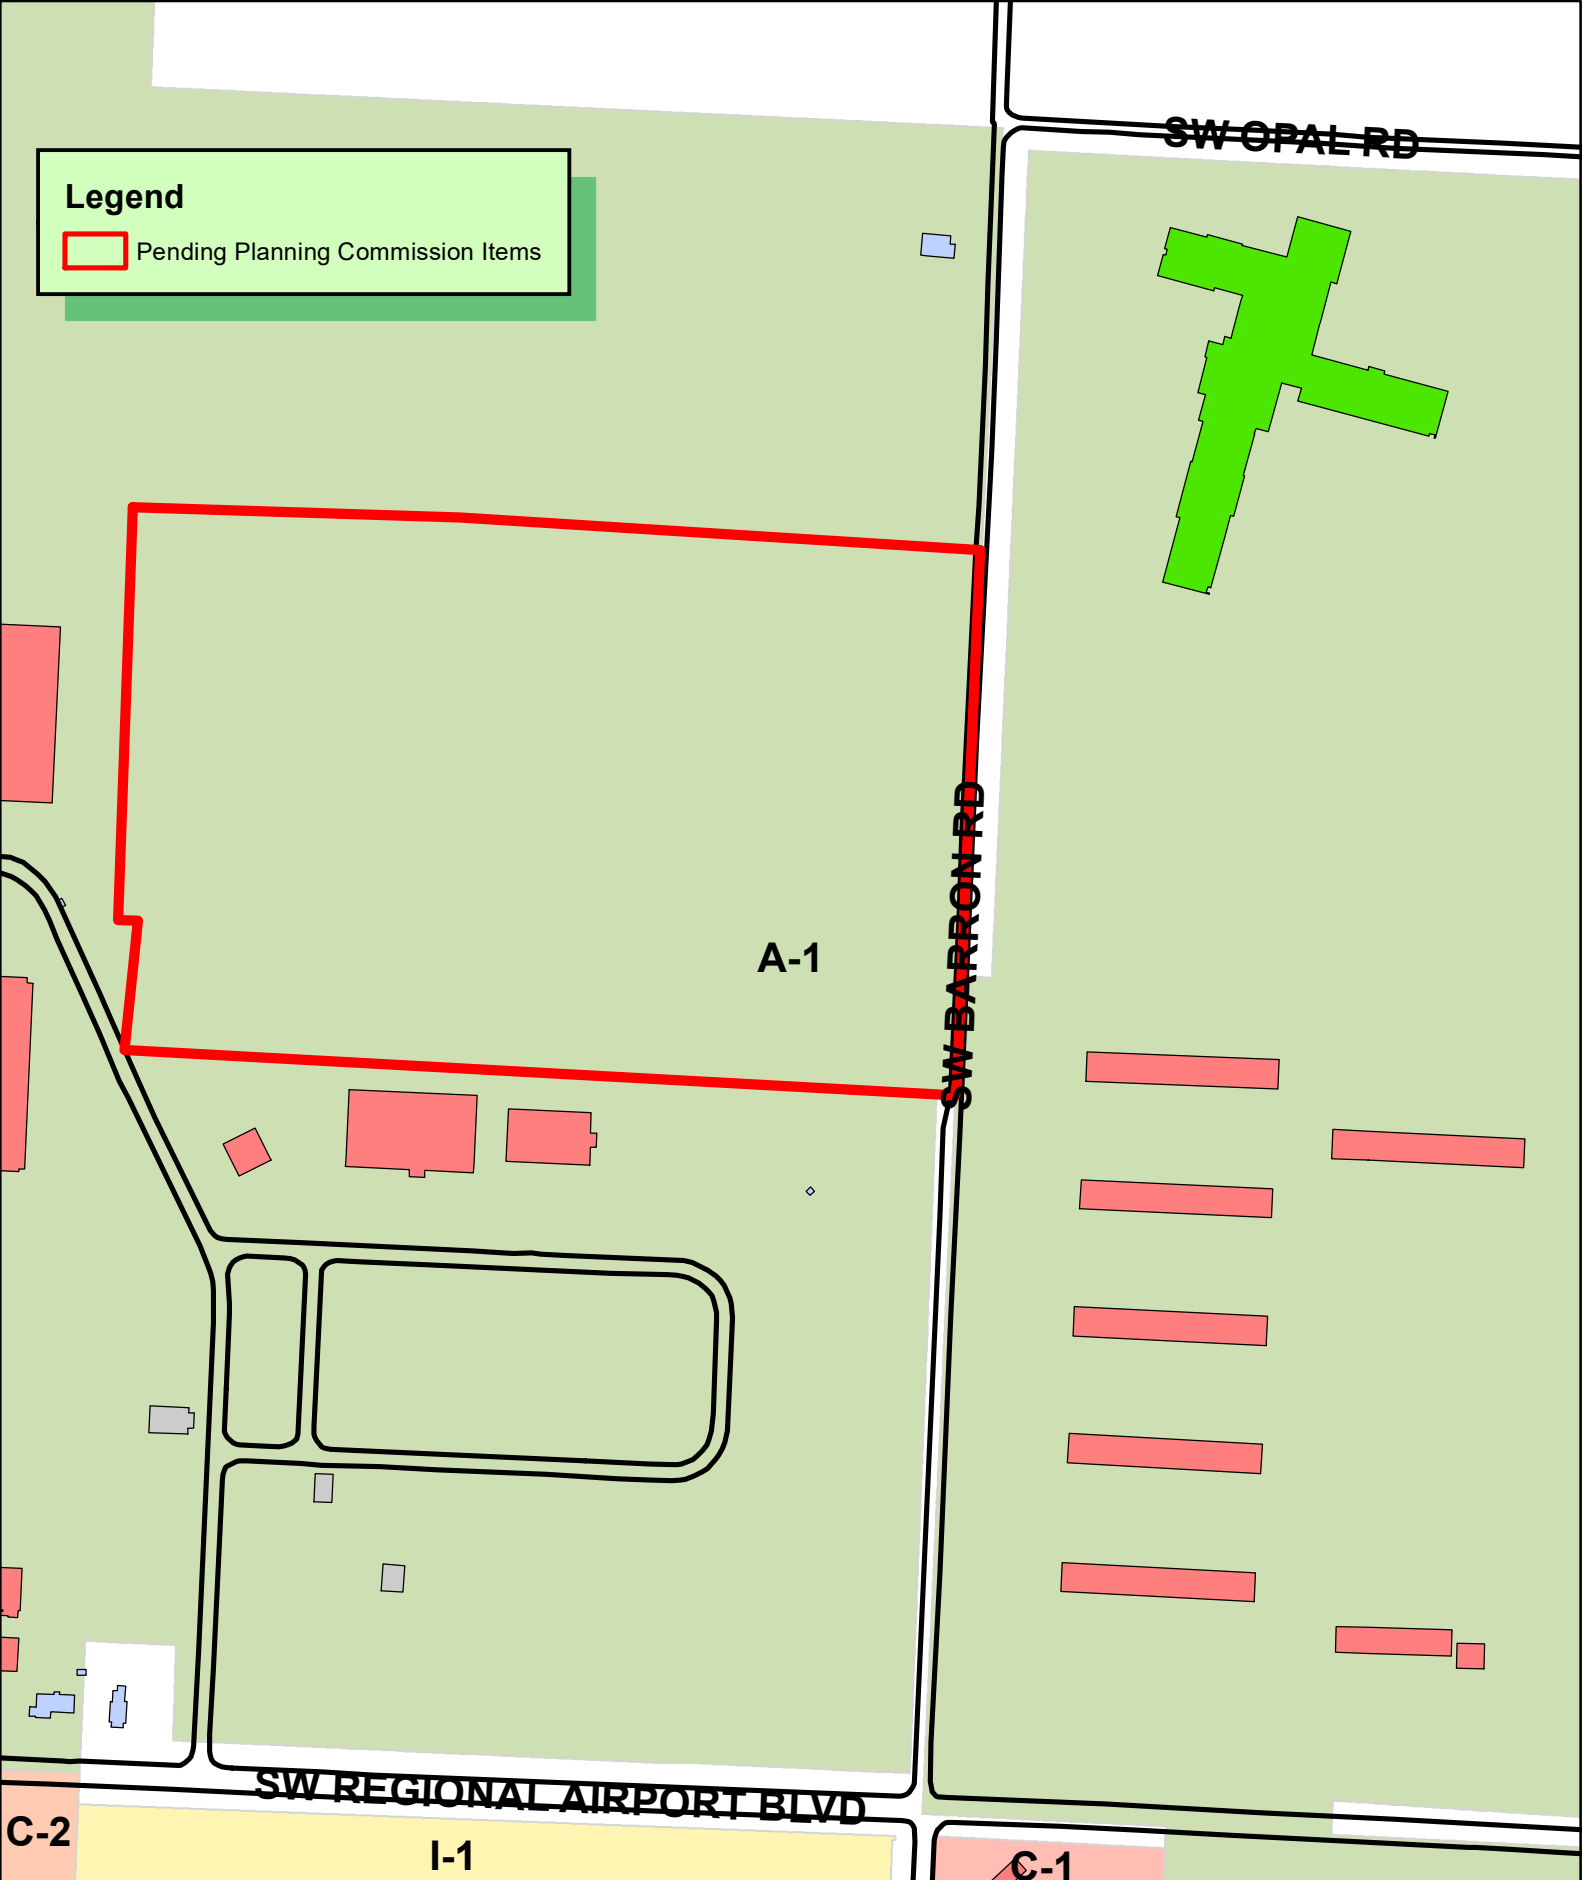 SW OPAL RD
Legend
Pending Planning Commission Items
SW BARRON RD
A-1
SW REGIONAL AIRPORT BLVD
C-2
I-1
C-1